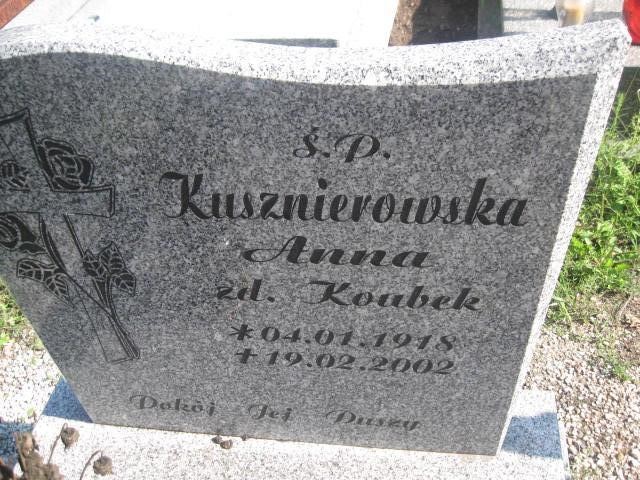 Ś.P.
Kusznierowska
Anna
zd. Koubek
*04.01.1918
+19.02.2002
Pokój Jej Duszy